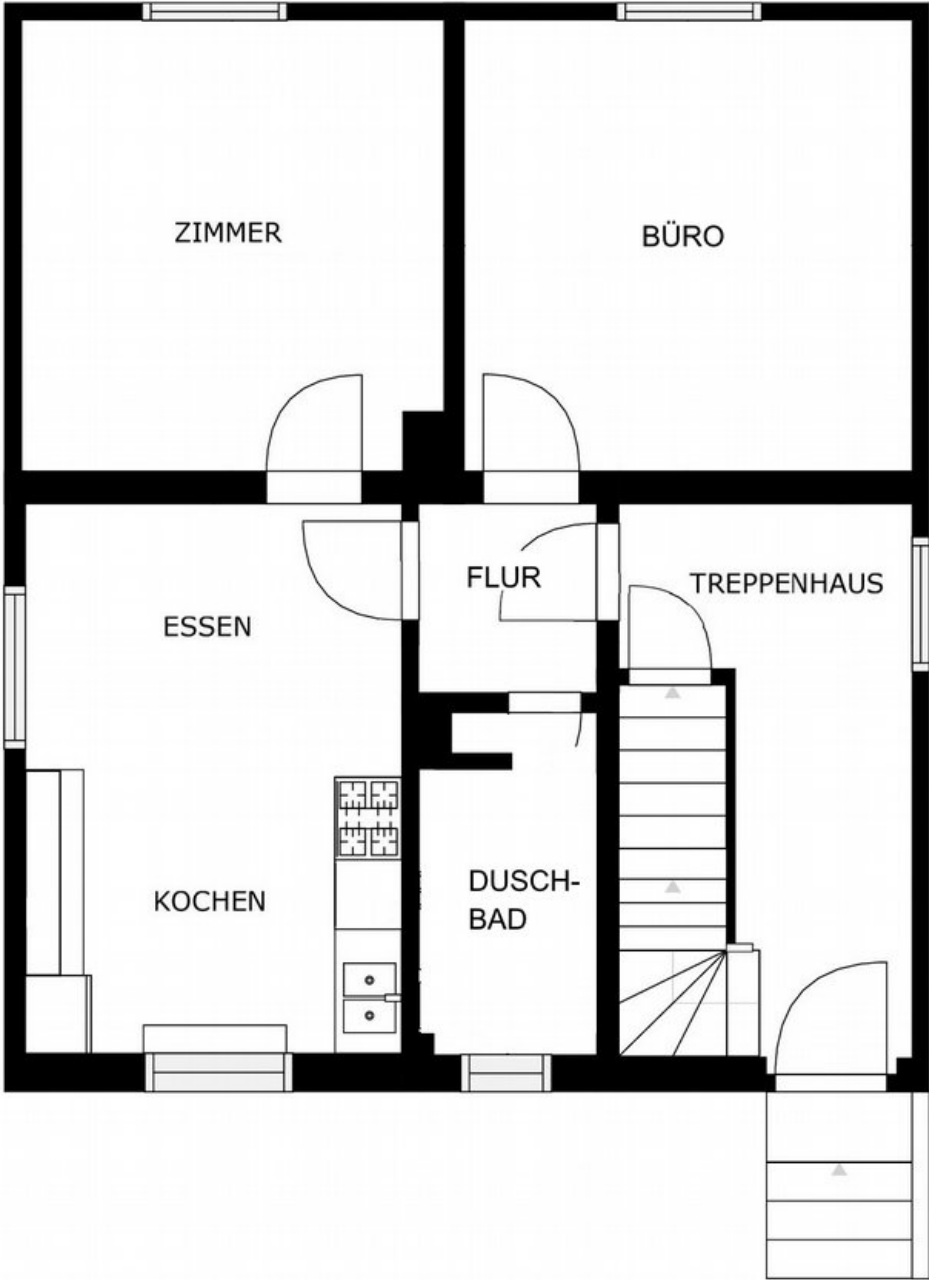 ZIMMER
BÜRO
FLUR
TREPPENHAUS
ESSEN
KOCHEN
DUSCH-
BAD